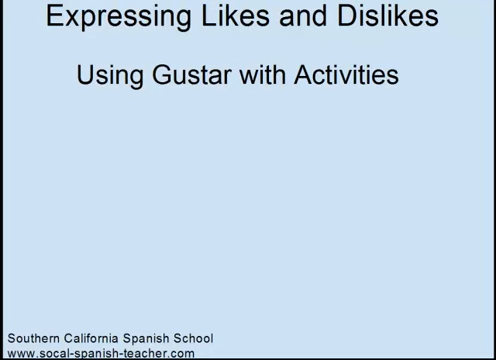 Expressing Likes and Dislikes
Using Gustar with Activities
Southern California Spanish School
www.socal-spanish-teacher.com